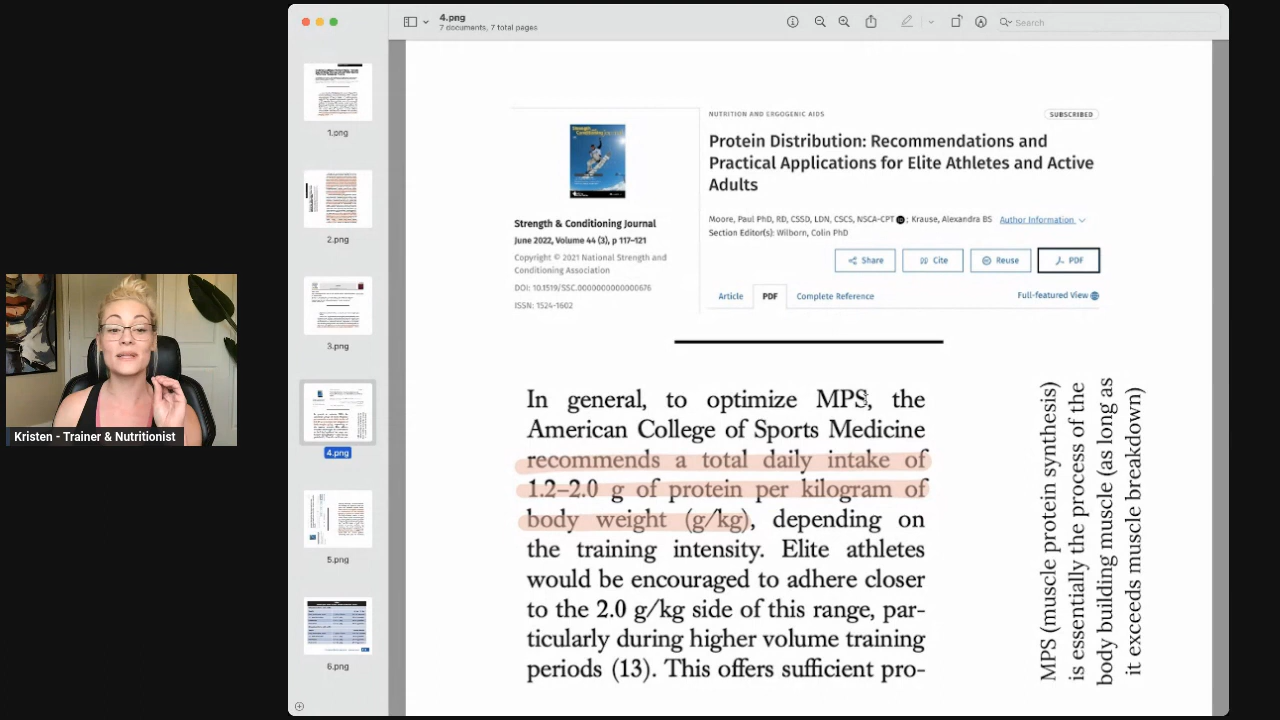 4.png
7 documents, 7 total pages
Search
1.png
2.png
3.png
4.png
5.png
6.png
Kristen - Trainer & Nutritionist
Strength & Conditioning Journal
June 2022, Volume 44 (3), p 117–121
Copyright © 2021 National Strength and
Conditioning Association
DOI: 10.1519/SSC.0000000000000676
ISSN: 1524-1602
NUTRITION AND ERGOGENIC AIDS
SUBSCRIBED
Protein Distribution: Recommendations and
Practical Applications for Elite Athletes and Active
Adults
Moore, Paul PhD, RD, CSSD, LDN, CSCS, NSCA-CPT; Krause, Alexandra BS Author Information
Section Editor(s): Wilborn, Colin PhD
Share
Cite
Reuse
PDF
Article
PDF
Complete Reference
Full-featured View
In general, to optimize MPS, the
American College of Sports Medicine
recommends a total daily intake of
1.2–2.0 g of protein per kilogram of
body weight (g/kg), depending on
the training intensity. Elite athletes
would be encouraged to adhere closer
to the 2.0 g/kg side of this range, par-
ticularly during higher volume training
periods (13). This offers sufficient pro-
MPS (muscle protein synthesis)
is essentially the process of the
body building muscle (as long as
it exceeds muscle breakdown)